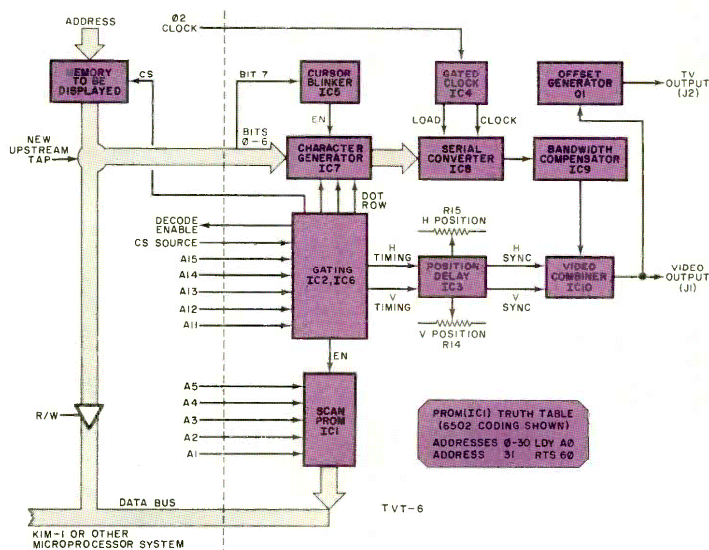 ADDRESS
Ø2
CLOCK
MEMORY
TO BE
DISPLAYED
CS
BIT 7
CURSOR
BLINKER
IC5
GATED
CLOCK
IC4
OFFSET
GENERATOR
Q1
TV
OUTPUT
(J2)
EN
LOAD
CLOCK
NEW
UPSTREAM
TAP
BITS
Ø-6
CHARACTER
GENERATOR
IC7
SERIAL
CONVERTER
IC8
BANDWIDTH
COMPENSATOR
IC9
DOT
ROW
DECODE
ENABLE
CS SOURCE
A15
A14
A13
A12
A11
GATING
IC2, IC6
H
TIMING
V
TIMING
R15
H POSITION
POSITION
DELAY
IC3
V POSITION
R14
H
SYNC
V
SYNC
VIDEO
COMBINER
IC10
VIDEO OUTPUT
(J1)
EN
A5
A4
A3
A2
A1
SCAN
PROM
IC1
R/W
PROM(IC1) TRUTH TABLE
(6502 CODING SHOWN)
ADDRESSES Ø-30 LDY AØ
ADDRESS 31 RTS 60
DATA BUS
TVT-6
KIM-1 OR OTHER
MICROPROCESSOR SYSTEM